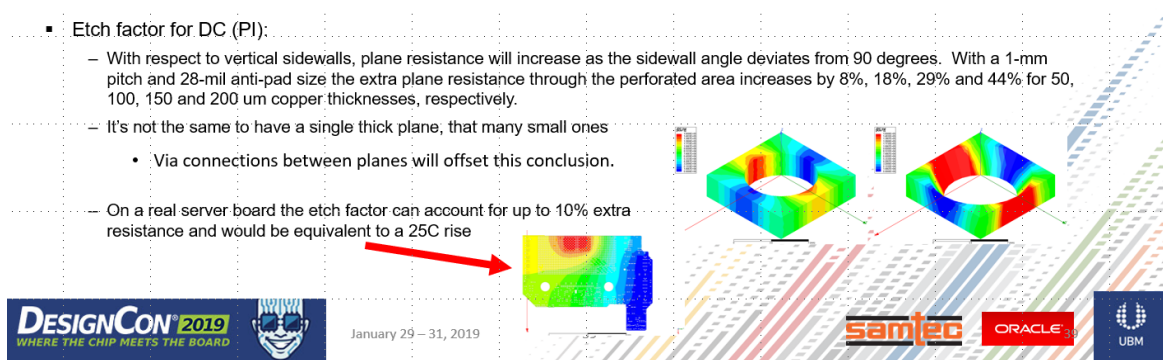 ▪ Etch factor for DC (PI):
– With respect to vertical sidewalls, plane resistance will increase as the sidewall angle deviates from 90 degrees. With a 1-mm
pitch and 28-mil anti-pad size the extra plane resistance through the perforated area increases by 8%, 18%, 29% and 44% for 50,
100, 150 and 200 um copper thicknesses, respectively.
– It's not the same to have a single thick plane, that many small ones
• Via connections between planes will offset this conclusion.
– On a real server board the etch factor can account for up to 10% extra
resistance and would be equivalent to a 25C rise
DESIGNCON® 2019
WHERE THE CHIP MEETS THE BOARD
January 29 – 31, 2019
samtec
ORACLE
39
UBM